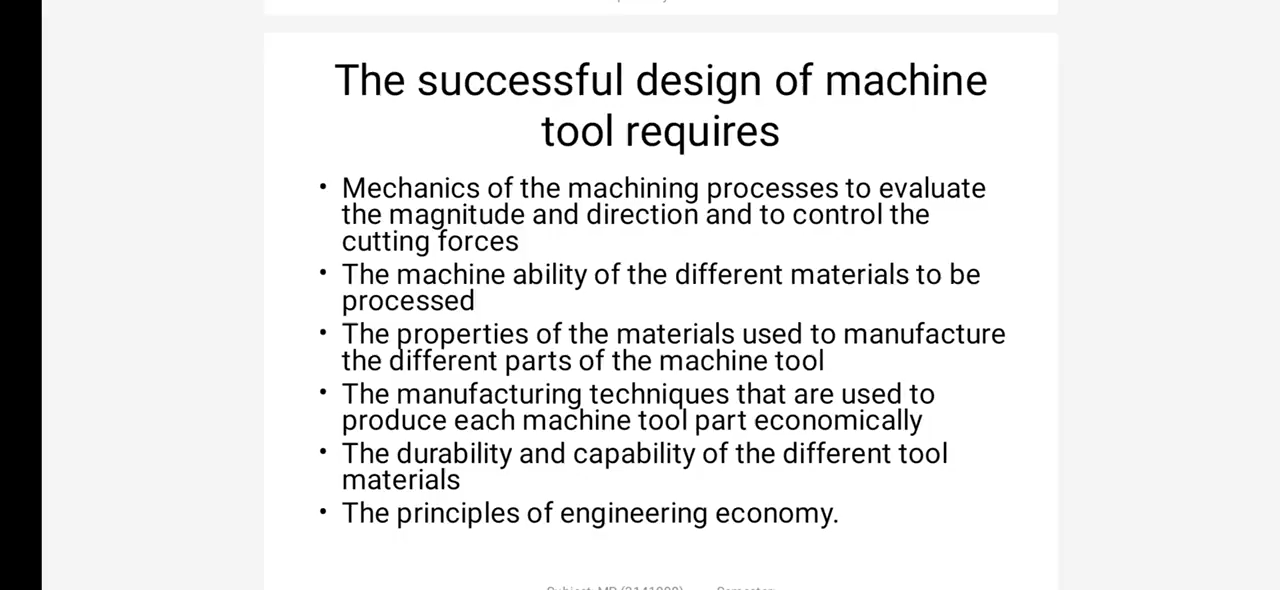 The successful design of machine
tool requires
• Mechanics of the machining processes to evaluate
the magnitude and direction and to control the
cutting forces
• The machine ability of the different materials to be
processed
• The properties of the materials used to manufacture
the different parts of the machine tool
• The manufacturing techniques that are used to
produce each machine tool part economically
• The durability and capability of the different tool
materials
• The principles of engineering economy.